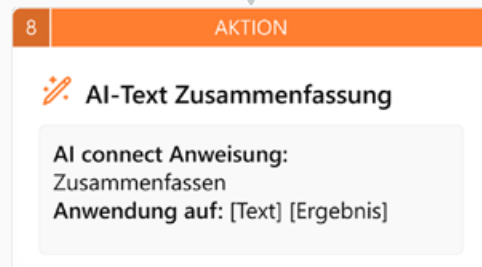 8 AKTION
AI-Text Zusammenfassung
AI connect Anweisung:
Zusammenfassen
Anwendung auf: [Text] [Ergebnis]